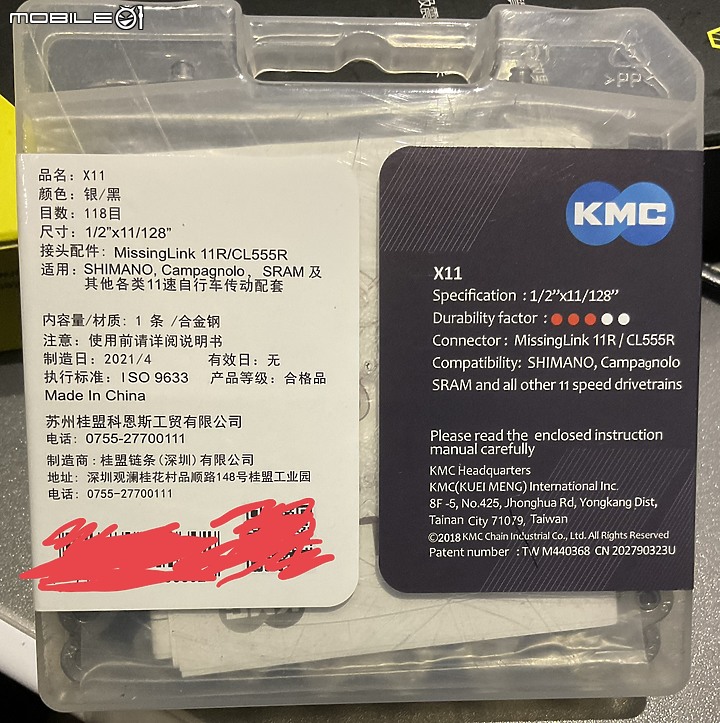 MOBILE01
>PP<
品名：X11
颜色：银/黑
目数：118目
尺寸：1/2"x11/128"
接头配件：MissingLink 11R/CL555R
适用：SHIMANO, Campagnolo、SRAM 及
其他各类11速自行车传动配套
内容量/材质：1 条 /合金钢
注意：使用前请详阅说明书
制造日：2021/4 有效日：无
执行标准：ISO 9633 产品等级：合格品
Made In China
苏州桂盟科恩斯工贸有限公司
电话：0755-27700111
制造商：桂盟链条(深圳)有限公司
地址：深圳观澜桂花村品顺路148号桂盟工业园
电话：0755-27700111
KMC
X11
Specification : 1/2”x11/128”
Durability factor :
Connector : MissingLink 11R / CL555R
Compatibility: SHIMANO, Campagnolo
SRAM and all other 11 speed drivetrains
Please read the enclosed instruction
manual carefully
KMC Headquarters
KMC(KUEI MENG) International Inc.
8F -5, No.425, Jhonghua Rd, Yongkang Dist,
Tainan City 71079, Taiwan
©2018 KMC Chain Industrial Co., Ltd. All Rights Reserved
Patent number : TW M440368 CN 202790323U
KMC